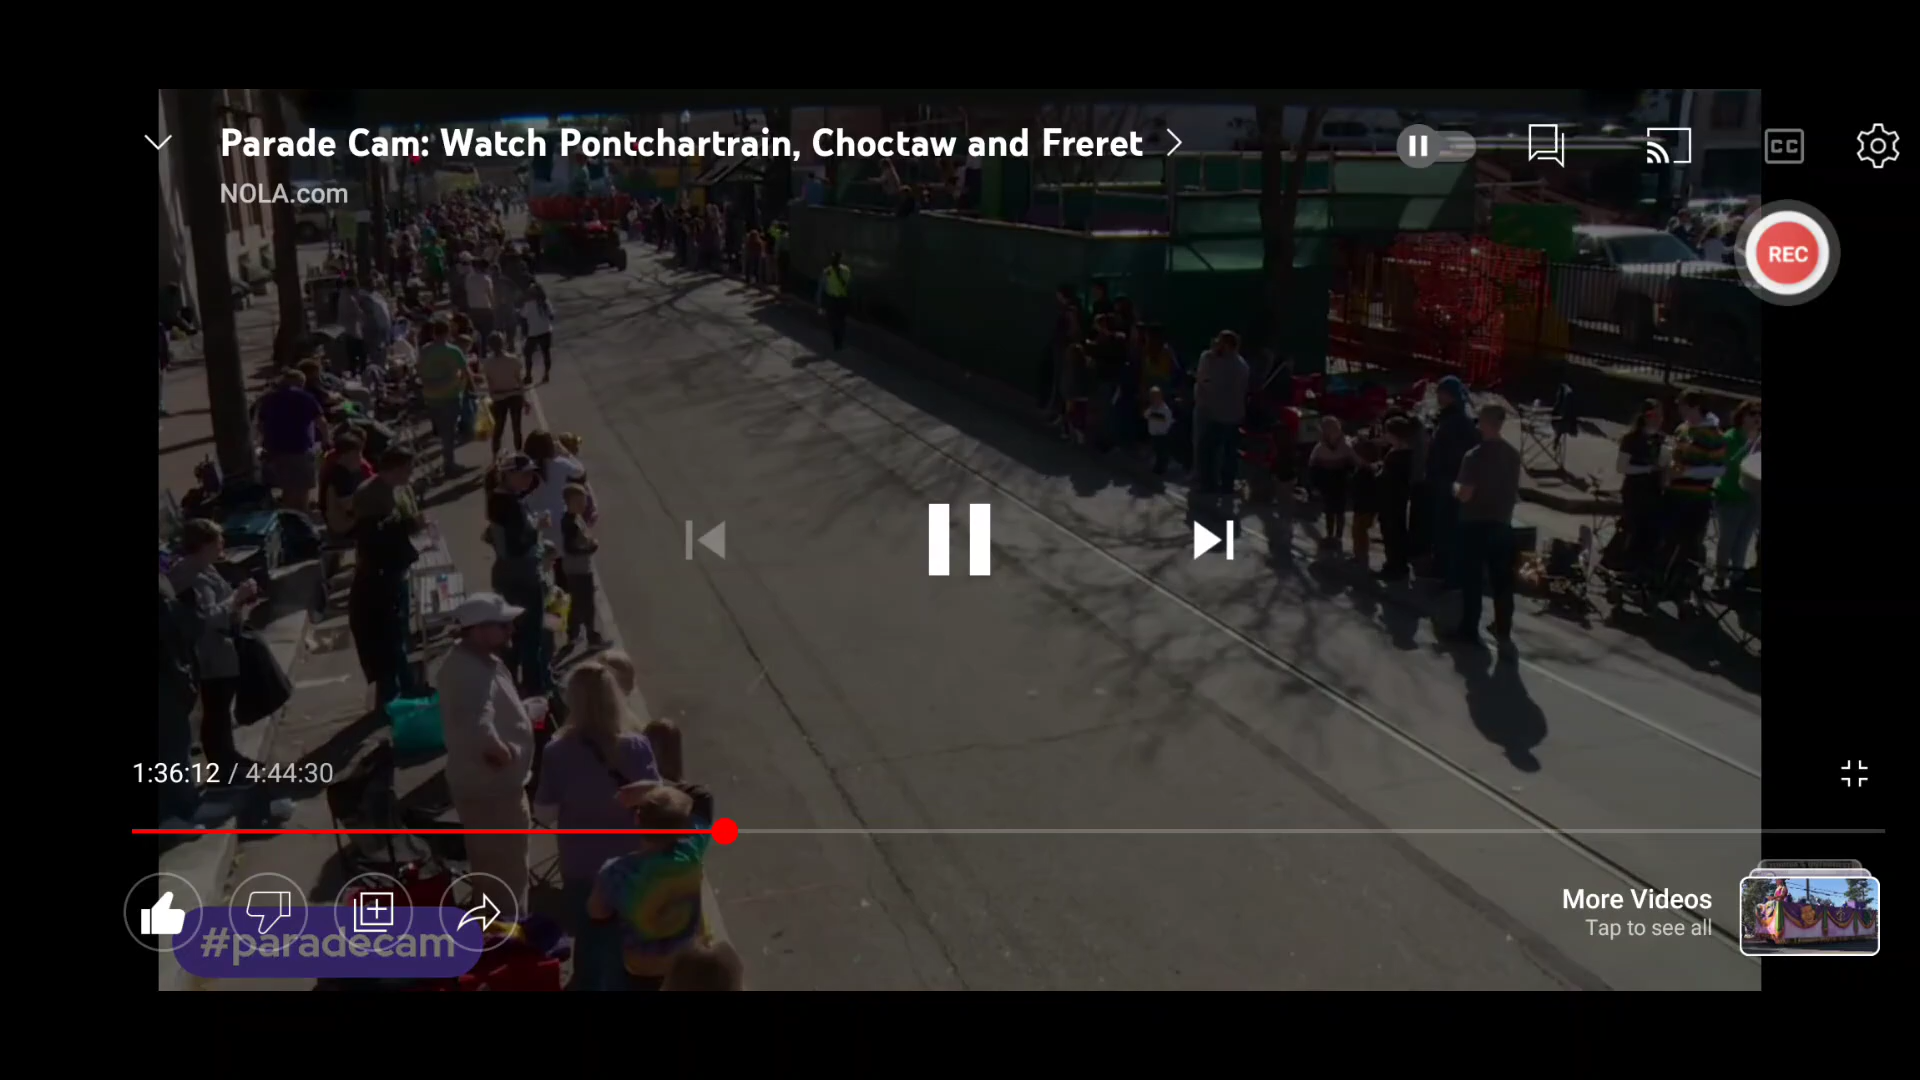 Parade Cam: Watch Pontchartrain, Choctaw and Freret
NOLA.com
CC
REC
1:36:12 / 4:44:30
More Videos
Tap to see all
#paradecam